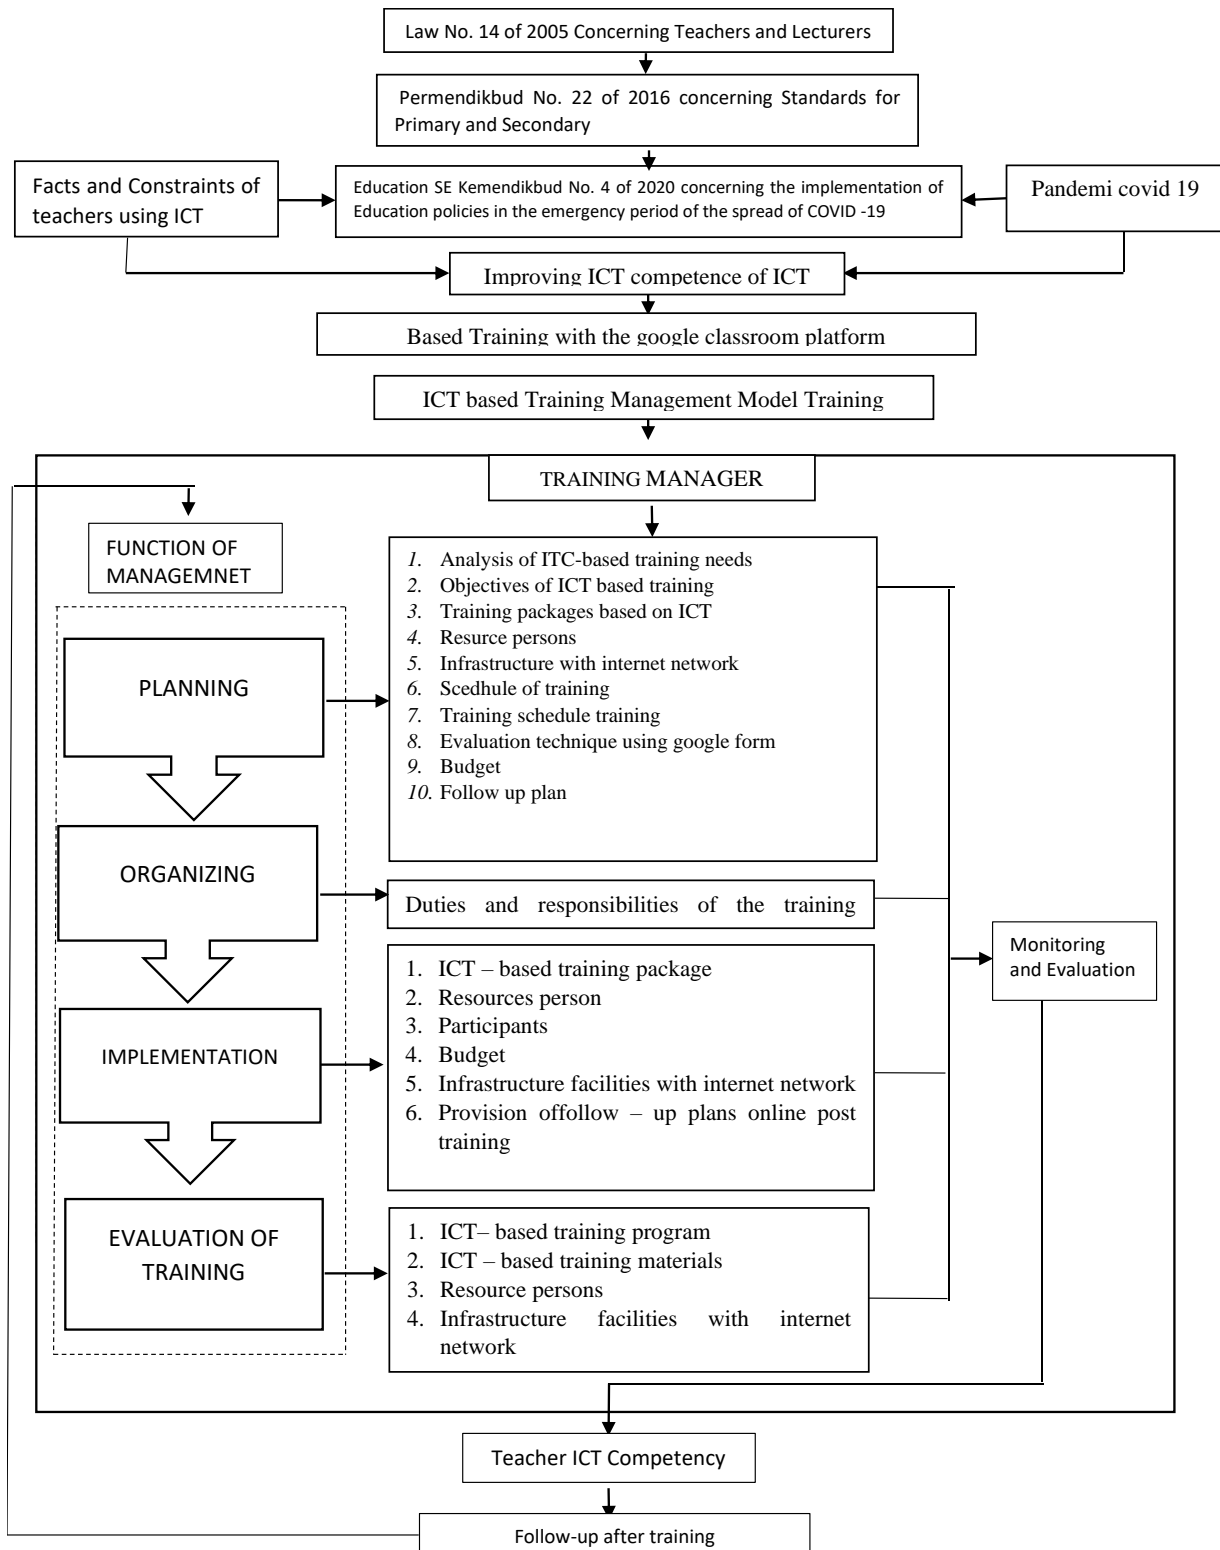 Law No. 14 of 2005 Concerning Teachers and Lecturers
Permendikbud No. 22 of 2016 concerning Standards for
Primary and Secondary
Facts and Constraints of
teachers using ICT
Education SE Kemendikbud No. 4 of 2020 concerning the implementation of
Education policies in the emergency period of the spread of COVID -19
Pandemi covid 19
Improving ICT competence of ICT
Based Training with the google classroom platform
ICT based Training Management Model Training
TRAINING MANAGER
FUNCTION OF
MANAGEMNET
1. Analysis of ITC-based training needs
2. Objectives of ICT based training
3. Training packages based on ICT
4. Resurce persons
5. Infrastructure with internet network
6. Scedhule of training
7. Training schedule training
8. Evaluation technique using google form
9. Budget
10. Follow up plan
PLANNING
ORGANIZING
Duties and responsibilities of the training
Monitoring
and Evaluation
IMPLEMENTATION
1. ICT – based training package
2. Resources person
3. Participants
4. Budget
5. Infrastructure facilities with internet network
6. Provision offollow – up plans online post
training
EVALUATION OF
TRAINING
1. ICT– based training program
2. ICT – based training materials
3. Resource persons
4. Infrastructure facilities with internet
network
Teacher ICT Competency
Follow-up after training